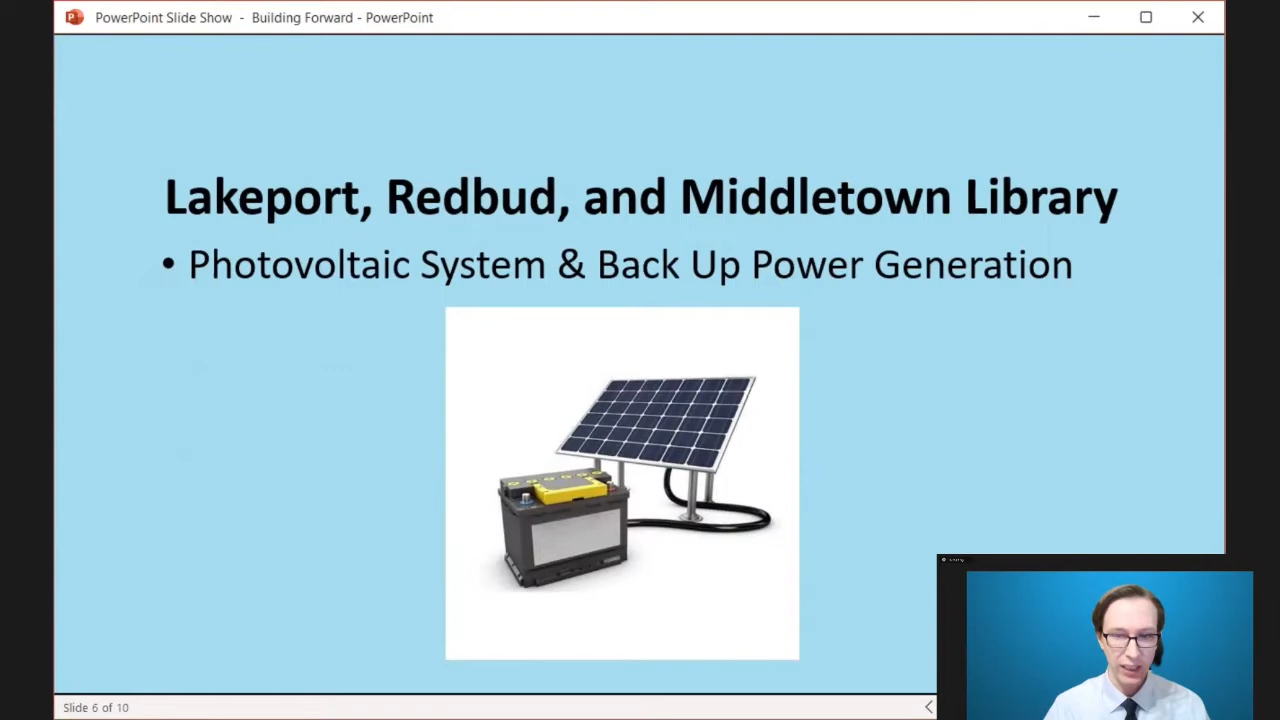 PowerPoint Slide Show - Building Forward - PowerPoint
Lakeport, Redbud, and Middletown Library
• Photovoltaic System & Back Up Power Generation
Slide 6 of 10